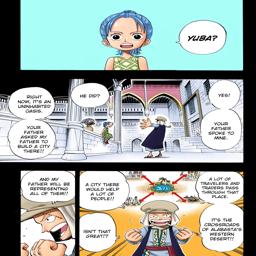 YUBA?
YES!
YOUR
FATHER
SPOKE TO
MINE.
HE DID?
RIGHT
NOW, IT'S AN
UNINHABITED
OASIS.
YOUR
FATHER
ASKED MY
FATHER TO
BUILD A CITY
THERE!!
A LOT OF
TRAVELERS AND
TRADERS PASS
THROUGH THAT
PLACE.
IT'S THE
CROSSROADS
OF ALABASTA'S
WESTERN
DESERT!!
A CITY THERE
WOULD HELP
A LOT OF
PEOPLE!!
ISN'T THAT
GREAT??
AND MY
FATHER WILL BE
REPRESENTING
ALL OF
THEM!!